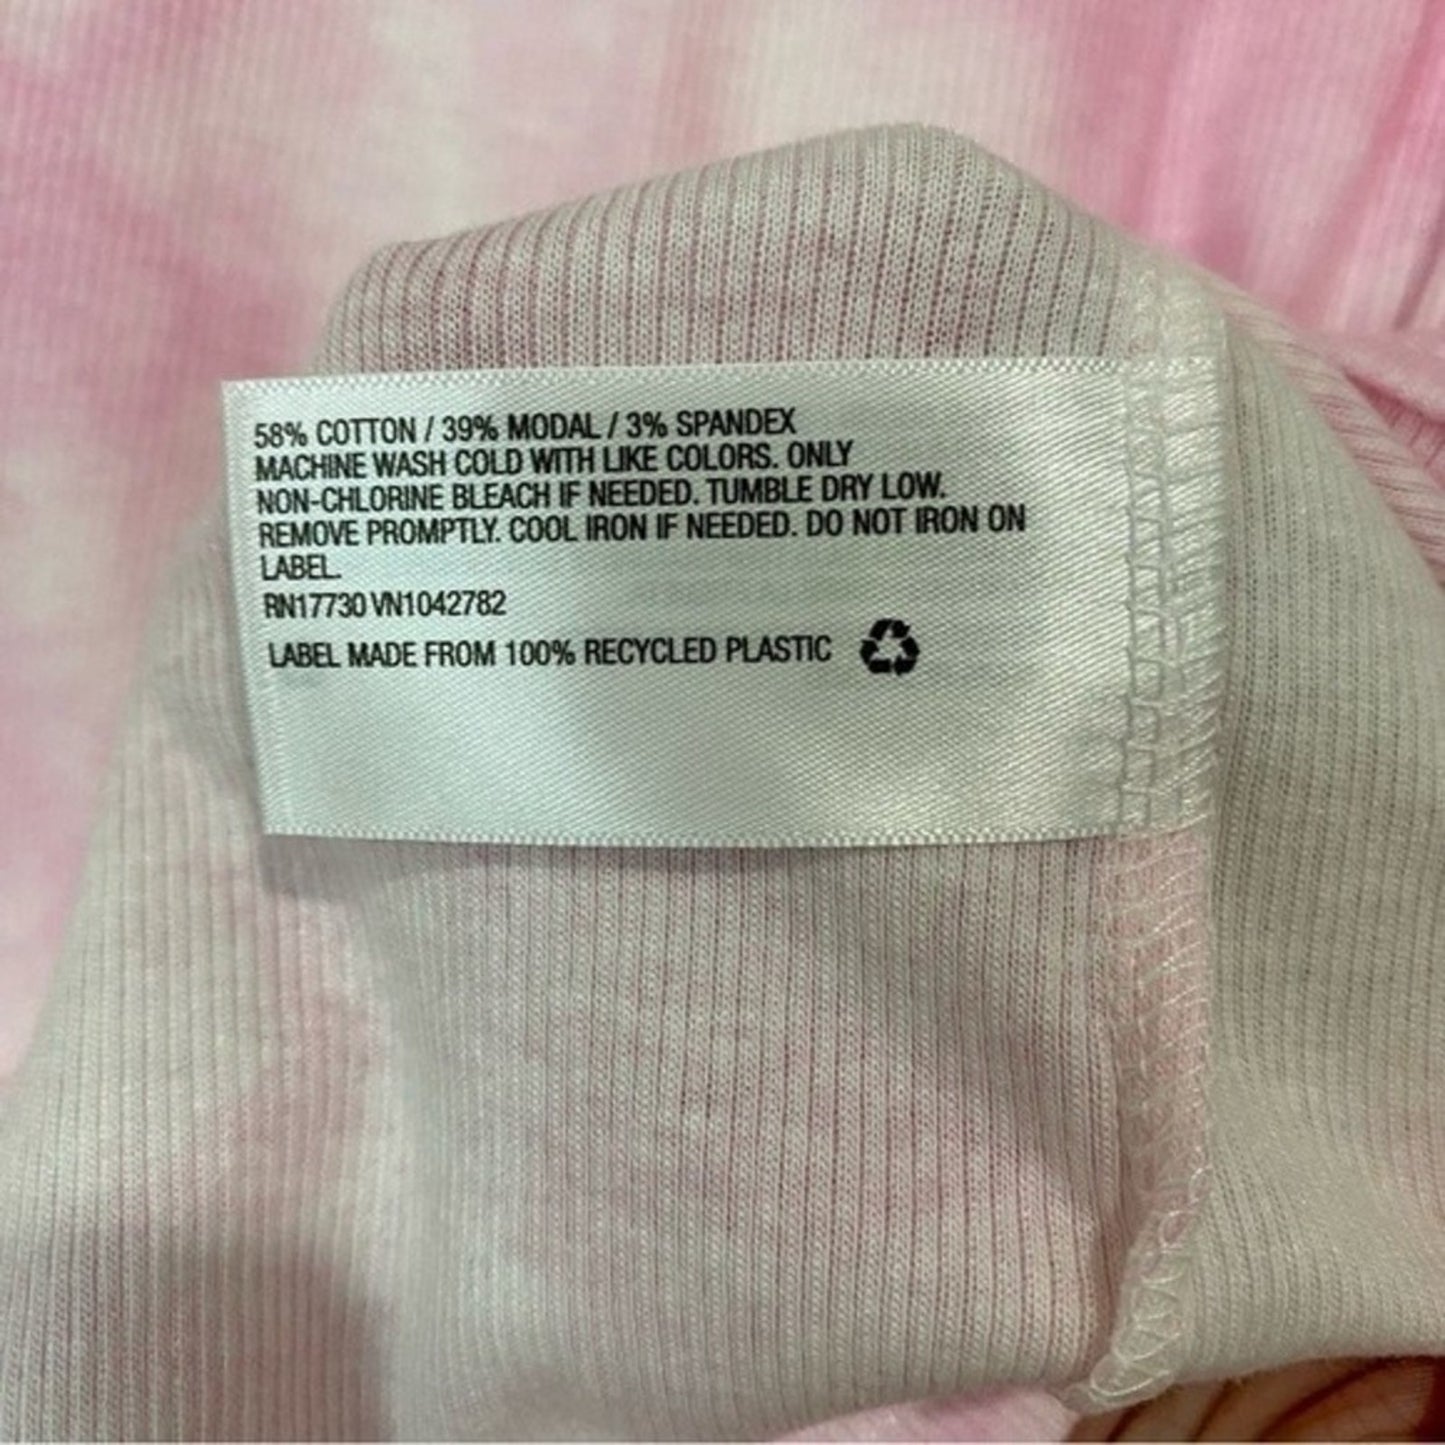 58% COTTON / 39% MODAL / 3% SPANDEX
MACHINE WASH COLD WITH LIKE COLORS. ONLY
NON-CHLORINE BLEACH IF NEEDED. TUMBLE DRY LOW.
REMOVE PROMPTLY. COOL IRON IF NEEDED. DO NOT IRON ON
LABEL.
RN17730 VN1042782
LABEL MADE FROM 100% RECYCLED PLASTIC